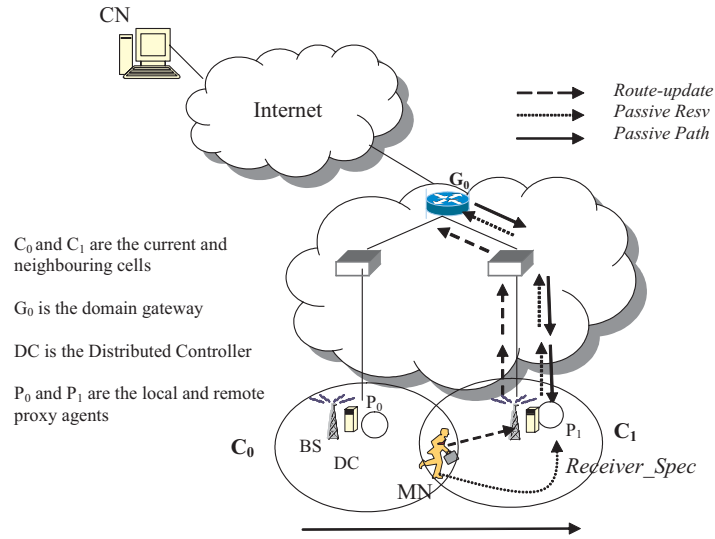 CN
Internet
Route-update
Passive Resv
Passive Path
G₀
C₀ and C₁ are the current and
neighbouring cells
G₀ is the domain gateway
DC is the Distributed Controller
P₀ and P₁ are the local and remote
proxy agents
P₀
P₁
C₀
BS
DC
C₁
MN
Receiver_Spec